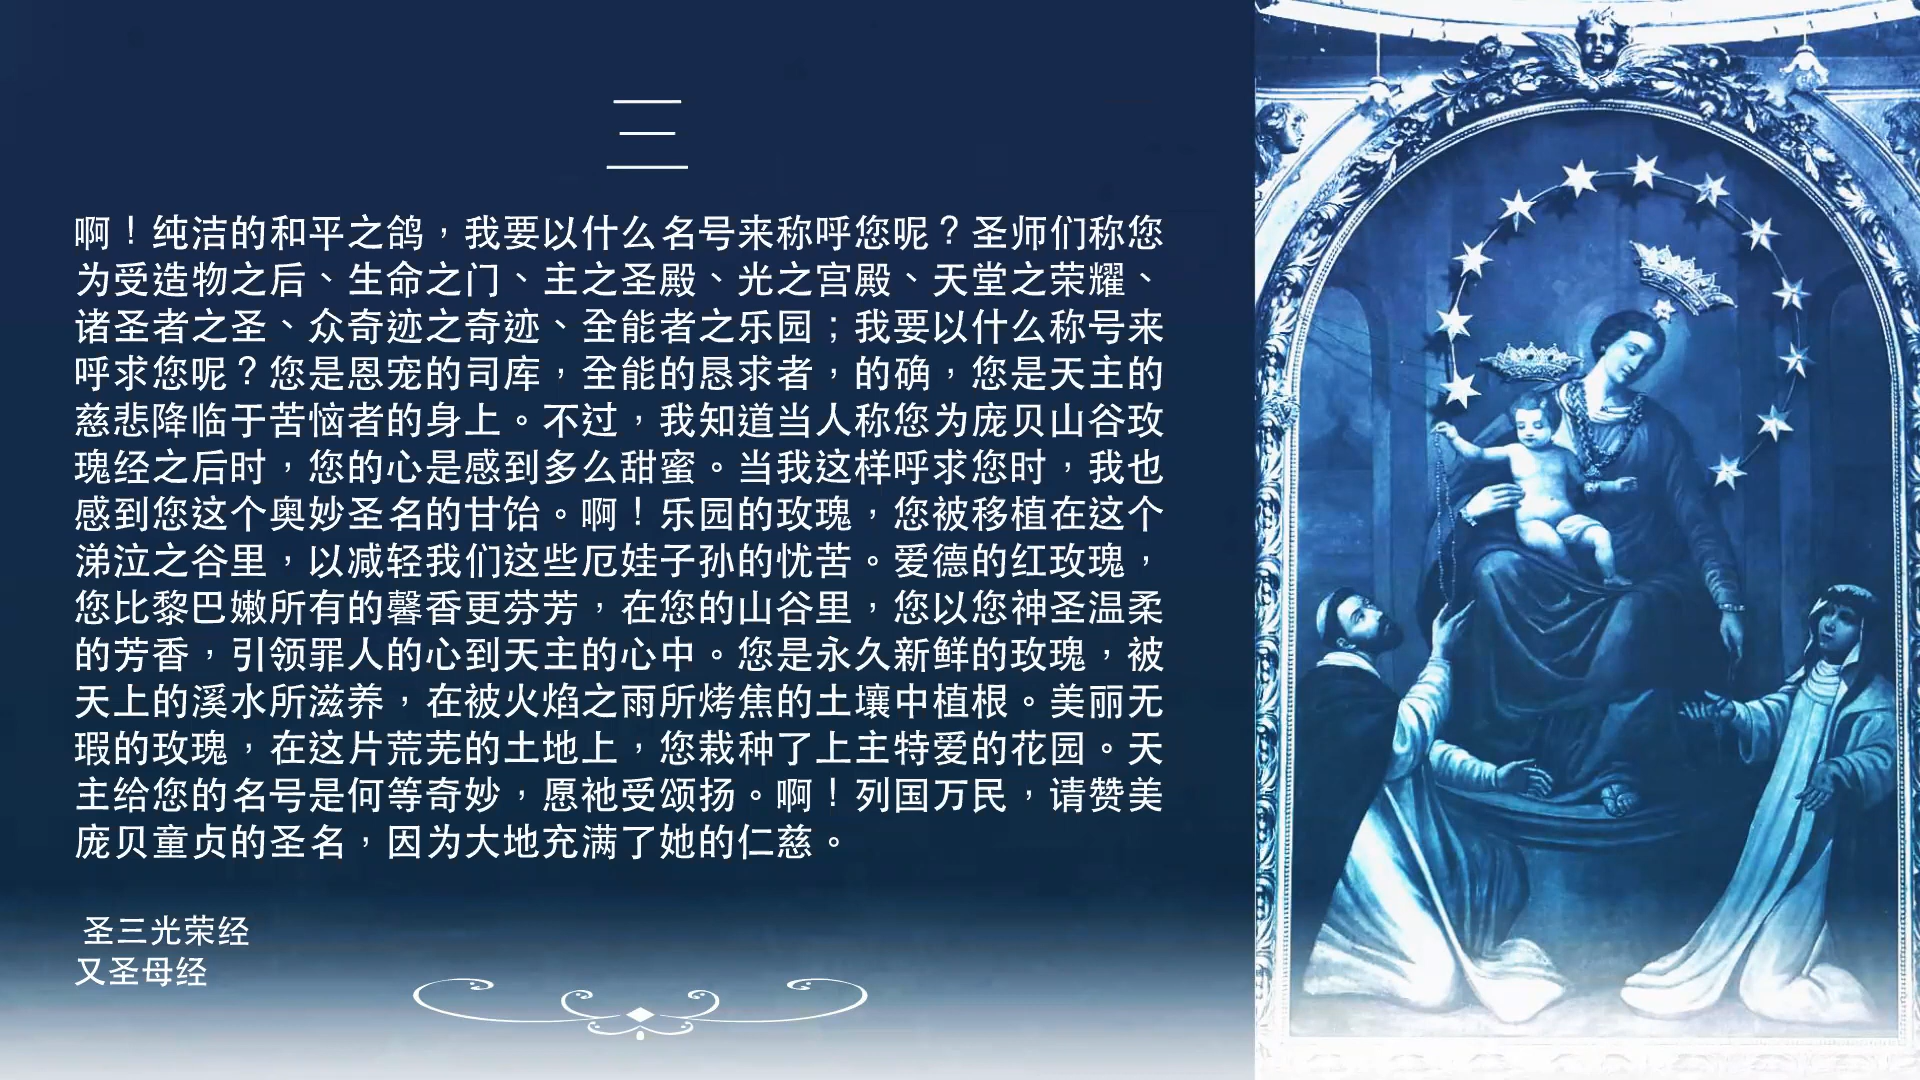 三
啊！纯洁的和平之鸽，我要以什么名号来称呼您呢？圣师们称您
为受造物之后、生命之门、主之圣殿、光之宫殿、天堂之荣耀、
诸圣者之圣、众奇迹之奇迹、全能者之乐园；我要以什么称号来
呼求您呢？您是恩宠的司库，全能的恳求者，的确，您是天主的
慈悲降临于苦恼者的身上。不过，我知道当人称您为庞贝山谷玫
瑰经之后时，您的心是感到多么甜蜜。当我这样呼求您时，我也
感到您这个奥妙圣名的甘饴。啊！乐园的玫瑰，您被移植在这个
涕泣之谷里，以减轻我们这些厄娃子孙的忧苦。爱德的红玫瑰，
您比黎巴嫩所有的馨香更芬芳，在您的山谷里，您以您神圣温柔
的芳香，引领罪人的心到天主的心中。您是永久新鲜的玫瑰，被
天上的溪水所滋养，在被火焰之雨所烤焦的土壤中植根。美丽无
瑕的玫瑰，在这片荒芜的土地上，您栽种了上主特爱的花园。天
主给您的名号是何等奇妙，愿祂受颂扬。啊！列国万民，请赞美
庞贝童贞的圣名，因为大地充满了她的仁慈。
圣三光荣经
又圣母经